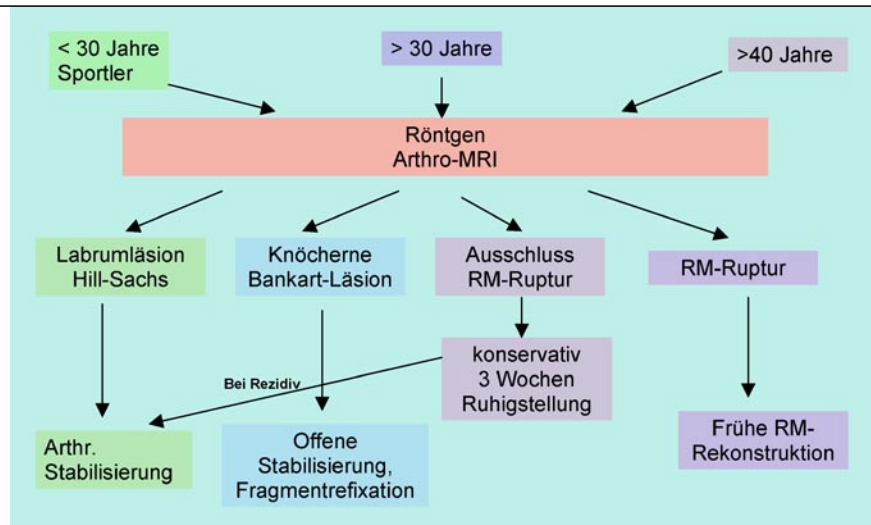 < 30 Jahre
Sportler
> 30 Jahre
>40 Jahre
Röntgen
Arthro-MRI
Labrumläsion
Hill-Sachs
Knöcherne
Bankart-Läsion
Ausschluss
RM-Ruptur
RM-Ruptur
konservativ
3 Wochen
Ruhigstellung
Bei Rezidiv
Arthr.
Stabilisierung
Offene
Stabilisierung,
Fragmentrefixation
Frühe RM-
Rekonstruktion